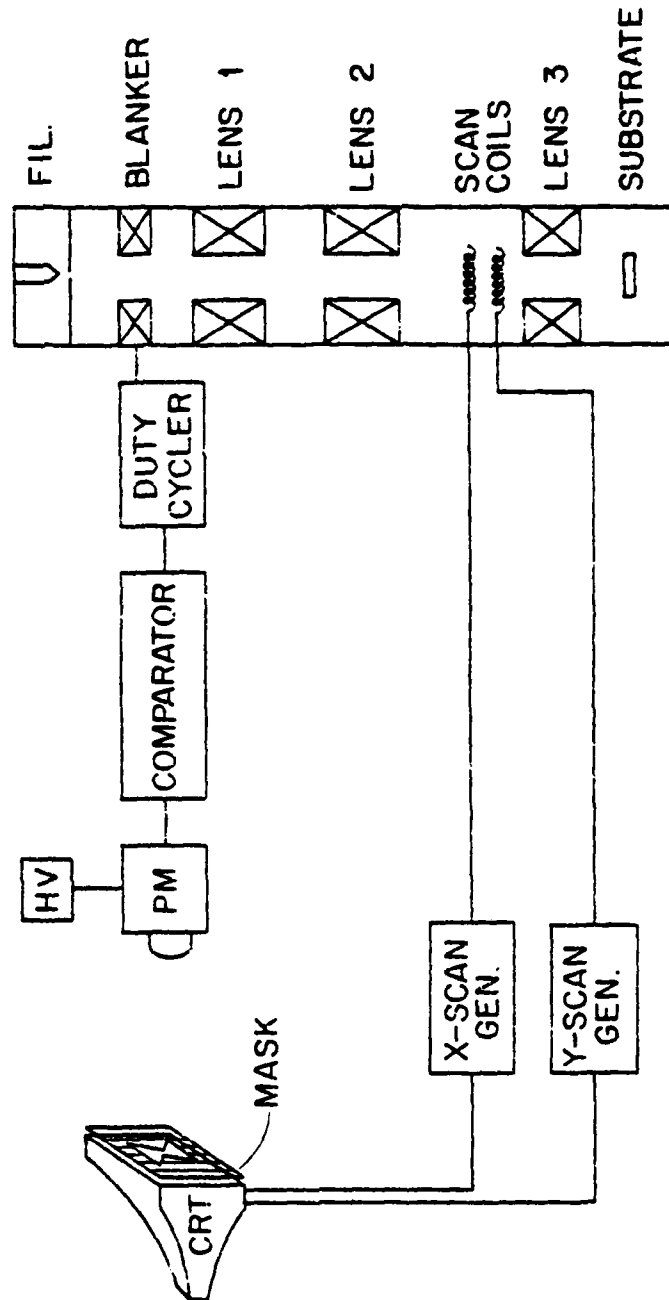 FIL.
BLANKER
LENS 1
LENS 2
SCAN
COILS
LENS 3
SUBSTRATE
DUTY
CYCLER
COMPARATOR
HV
PM
X-SCAN
GEN.
Y-SCAN
GEN.
MASK
CRT